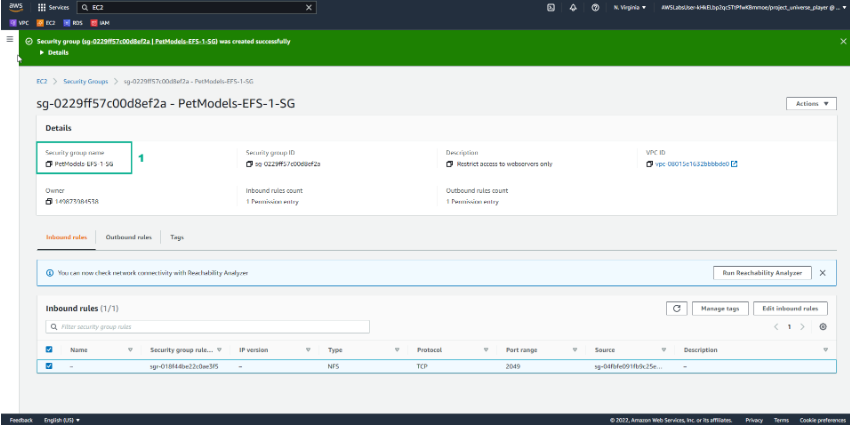 aws Services EC2 N. Virginia
VPC EC2 RDS IAM
Security group (sg-0229ff57c00d8ef2a | PetModels-EFS-1-SG) was created successfully
Details
EC2 > Security Groups > sg-0229ff57c00d8ef2a - PetModels-EFS-1-SG
sg-0229ff57c00d8ef2a - PetModels-EFS-1-SG
Actions
Details
Security group name Security group ID Description VPC ID
PetModels-EFS-1-SG sg-0229ff57c00d8ef2a Restrict access to webservers only vpc-08015e1632bbbbde0
1
Owner Inbound rules count Outbound rules count
149873984538 1 Permission entry 1 Permission entry
Inbound rules Outbound rules Tags
You can now check network connectivity with Reachability Analyzer Run Reachability Analyzer
Inbound rules (1/1) Manage tags Edit inbound rules
Filter security group rules 1
Name Security group rule... IP version Type Protocol Port range Source Description
- sgr-018f44be22c0ae3f5 - NFS TCP 2049 sg-04fbfe091fb9c25e... -
Feedback English (US) © 2022, Amazon Web Services, Inc. or its affiliates. Privacy Terms Cookie preferences